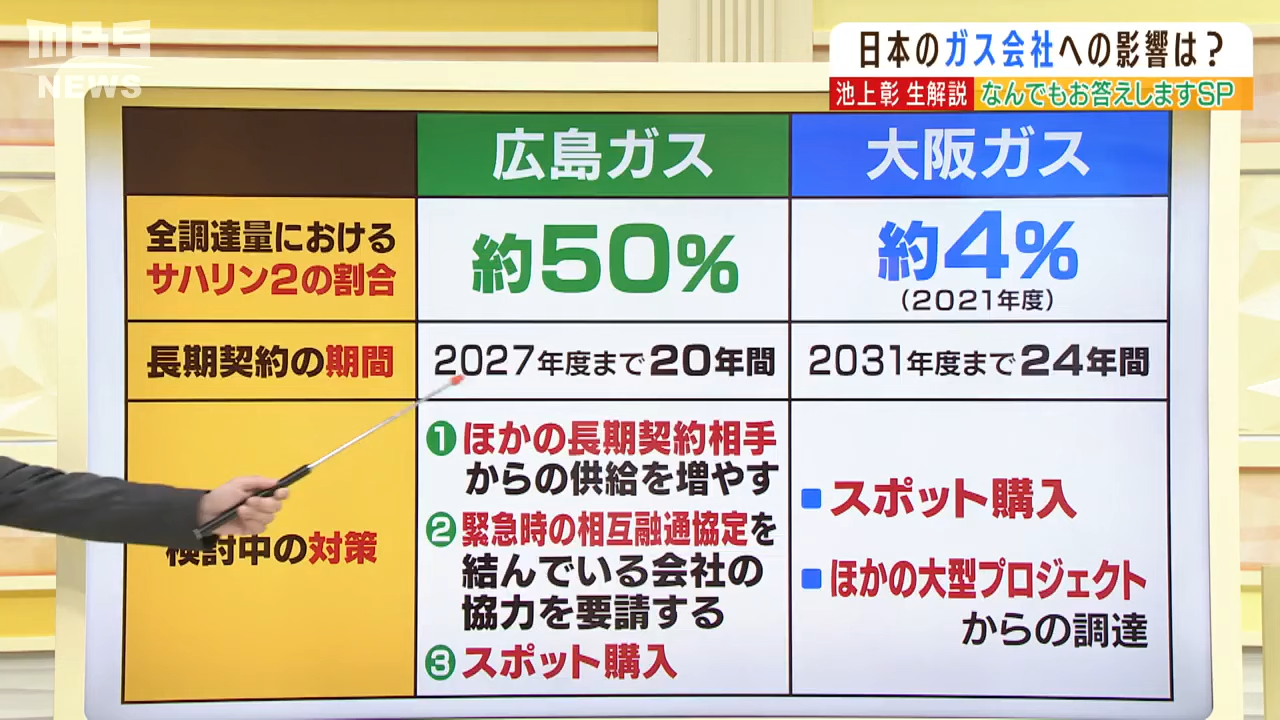 MBS
NEWS
日本のガス会社への影響は？
池上彰 生解説 なんでもお答えしますSP
広島ガス
大阪ガス
全調達量における
サハリン2の割合
約50%
約4%
(2021年度)
長期契約の期間
2027年度まで20年間
2031年度まで24年間
検討中の対策
①ほかの長期契約相手
からの供給を増やす
②緊急時の相互融通協定を
結んでいる会社の
協力を要請する
③スポット購入
■スポット購入
■ほかの大型プロジェクト
からの調達